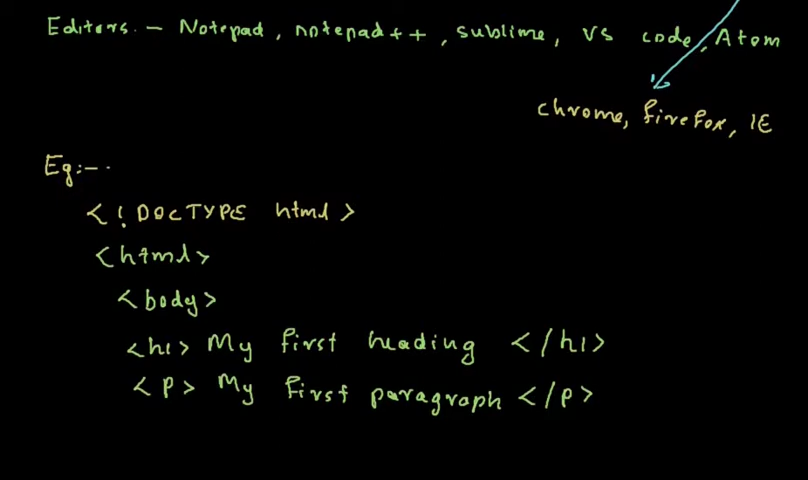 Editors. - Notepad, notepad++, sublime, VS code, Atom
chrome, firefox, IE
Eg:-
<!DOCTYPE html>
<html>
<body>
<h1> My first heading </h1>
<p> My first paragraph </p>